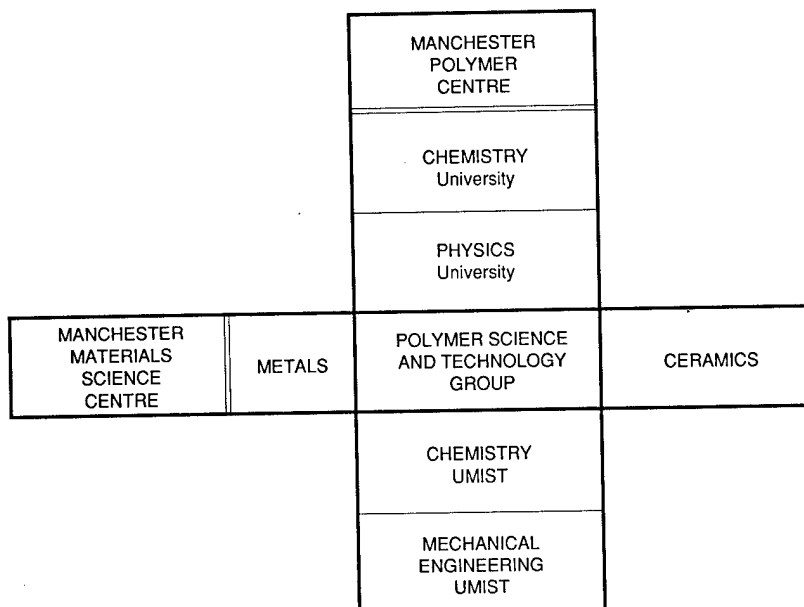 MANCHESTER
POLYMER
CENTRE
CHEMISTRY
University
PHYSICS
University
MANCHESTER
MATERIALS
SCIENCE
CENTRE
METALS
POLYMER SCIENCE
AND TECHNOLOGY
GROUP
CERAMICS
CHEMISTRY
UMIST
MECHANICAL
ENGINEERING
UMIST